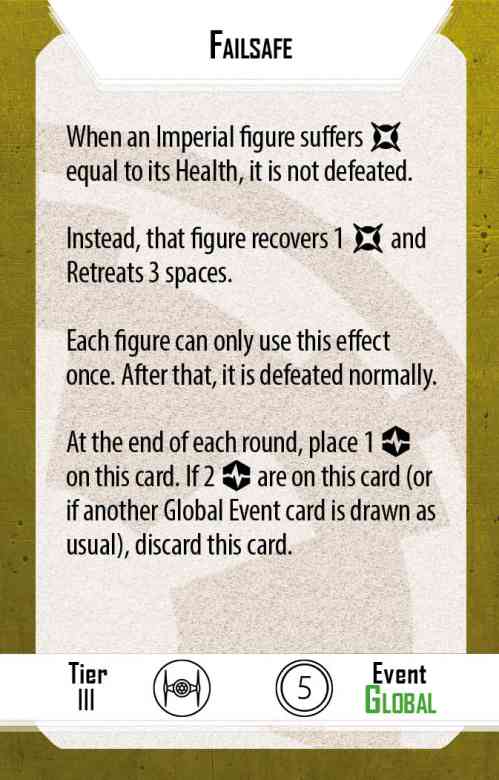 FAILSAFE
When an Imperial figure suffers
equal to its Health, it is not defeated.
Instead, that figure recovers 1 and
Retreats 3 spaces.
Each figure can only use this effect
once. After that, it is defeated normally.
At the end of each round, place 1
on this card. If 2 are on this card (or
if another Global Event card is drawn as
usual), discard this card.
Tier
III
5
Event
GLOBAL